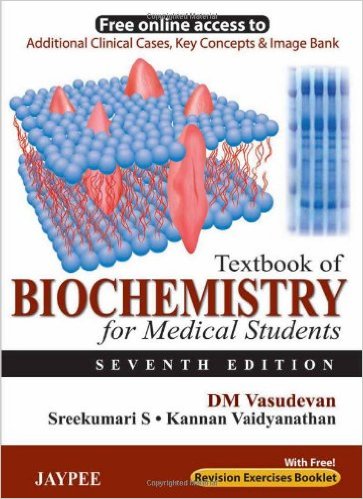 Free online access to
Additional Clinical Cases, Key Concepts & Image Bank
Textbook of
BIOCHEMISTRY
for Medical Students
SEVENTH EDITION
DM Vasudevan
Sreekumari S • Kannan Vaidyanathan
With Free!
JAYPEE
Revision Exercises Booklet